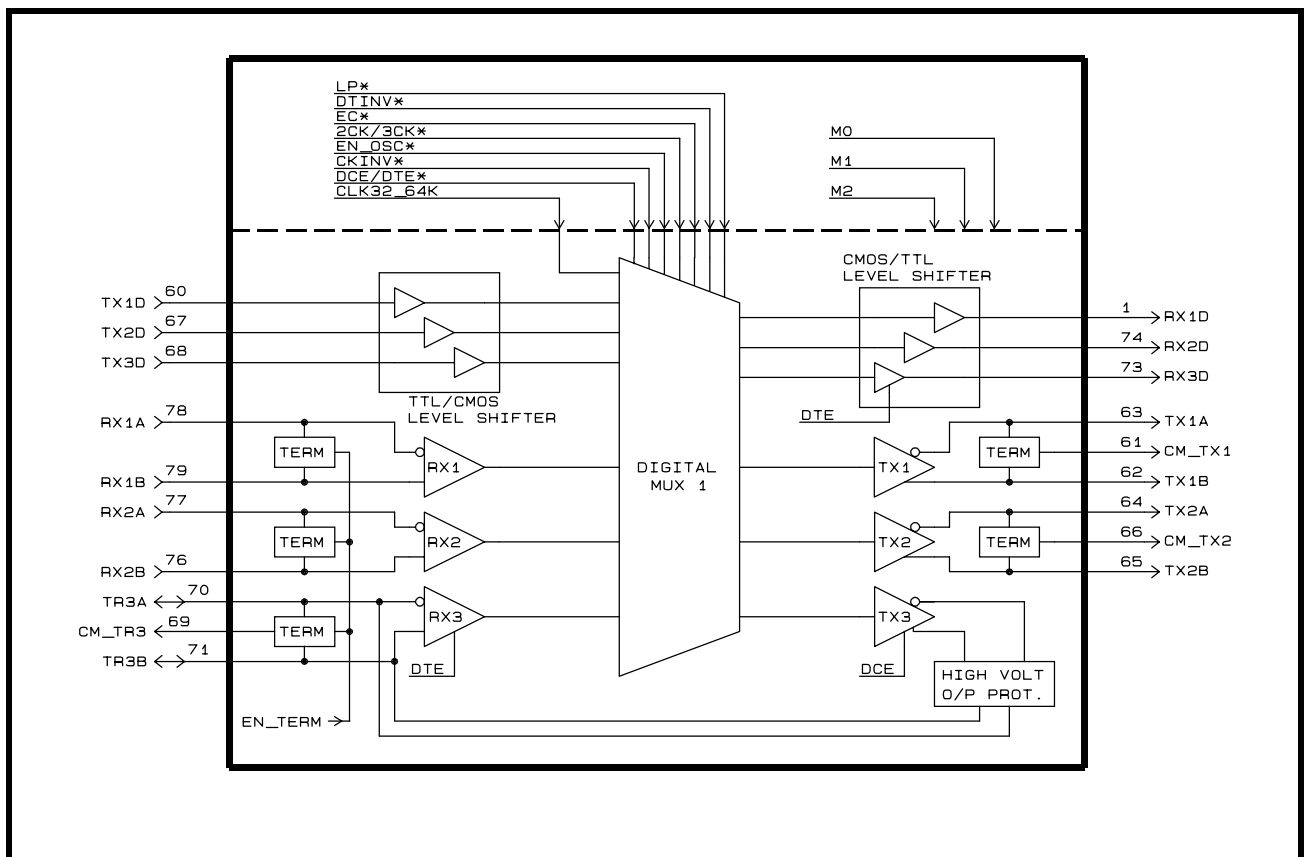 LP*
DTINV*
EC*
2CK/3CK*
EN_OSC*
CKINV*
DCE/DTE*
CLK32_64K
M0
M1
M2
CMOS/TTL
LEVEL SHIFTER
TX1D 60
TX2D 67
TX3D 68
TTL/CMOS
LEVEL SHIFTER
1 RX1D
74 RX2D
73 RX3D
DTE
RX1A 78
TERM
RX1
RX1B 79
RX2A 77
TERM
RX2
RX2B 76
TR3A 70
CM_TR3 69
TERM
RX3
TR3B 71
DTE
EN_TERM
DIGITAL
MUX 1
TX1
TERM
63 TX1A
61 CM_TX1
62 TX1B
64 TX2A
TX2
TERM
66 CM_TX2
65 TX2B
TX3
DCE
HIGH VOLT
O/P PROT.